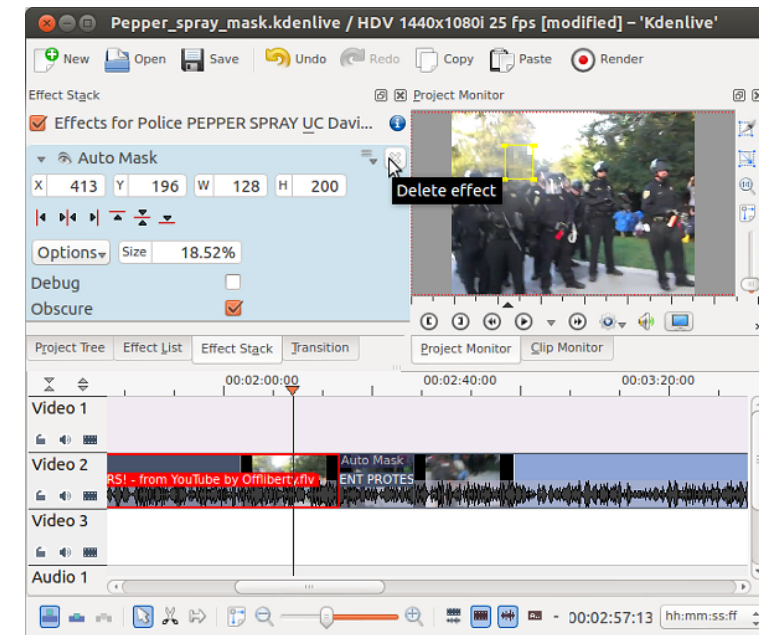 Pepper_spray_mask.kdenlive / HDV 1440x1080i 25 fps [modified] – 'Kdenlive'
New Open Save Undo Redo Copy Paste Render
Effect Stack
Project Monitor
Effects for Police PEPPER SPRAY UC Davi...
Auto Mask
Delete effect
X 413 Y 196 W 128 H 200
Options Size 18.52%
Debug
Obscure
Project Tree Effect List Effect Stack Transition
Project Monitor Clip Monitor
00:02:00:00 00:02:40:00 00:03:20:00
Video 1
Video 2
Auto Mask
RS! - from YouTube by Offliberty.flv
ENT PROTES
Video 3
Audio 1
- 00:02:57:13 hh:mm:ss:ff